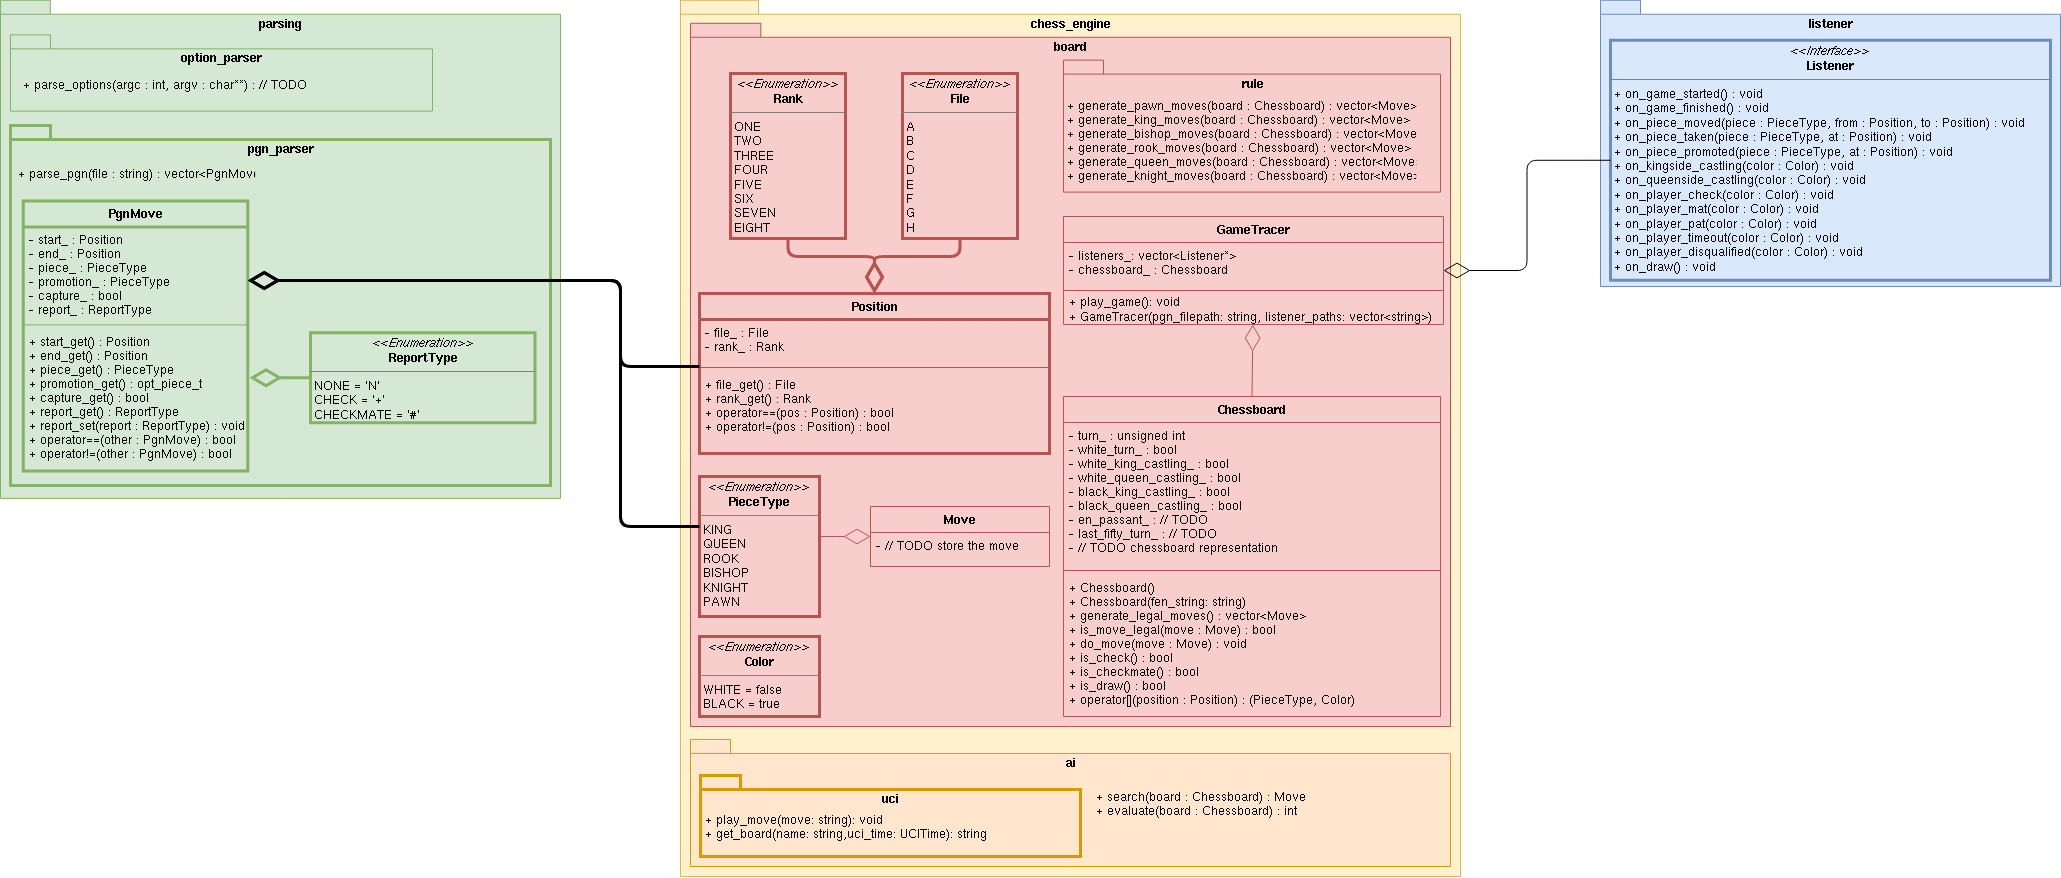 parsing
option_parser
+ parse_options(argc : int, argv : char**) : // TODO
pgn_parser
+ parse_pgn(file : string) : vector<PgnMove
PgnMove
- start_ : Position
- end_ : Position
- piece_ : PieceType
- promotion_ : PieceType
- capture_ : bool
- report_ : ReportType
+ start_get() : Position
+ end_get() : Position
+ piece_get() : PieceType
+ promotion_get() : opt_piece_t
+ capture_get() : bool
+ report_get() : ReportType
+ report_set(report : ReportType) : void
+ operator==(other : PgnMove) : bool
+ operator!=(other : PgnMove) : bool
<<Enumeration>>
ReportType
NONE = 'N'
CHECK = '+'
CHECKMATE = '#'
chess_engine
board
<<Enumeration>>
Rank
ONE
TWO
THREE
FOUR
FIVE
SIX
SEVEN
EIGHT
<<Enumeration>>
File
A
B
C
D
E
F
G
H
Position
- file_ : File
- rank_ : Rank
+ file_get() : File
+ rank_get() : Rank
+ operator==(pos : Position) : bool
+ operator!=(pos : Position) : bool
<<Enumeration>>
PieceType
KING
QUEEN
ROOK
BISHOP
KNIGHT
PAWN
Move
- // TODO store the move
<<Enumeration>>
Color
WHITE = false
BLACK = true
rule
+ generate_pawn_moves(board : Chessboard) : vector<Move>
+ generate_king_moves(board : Chessboard) : vector<Move>
+ generate_bishop_moves(board : Chessboard) : vector<Move
+ generate_rook_moves(board : Chessboard) : vector<Move>
+ generate_queen_moves(board : Chessboard) : vector<Move
+ generate_knight_moves(board : Chessboard) : vector<Move
GameTracer
- listeners_: vector<Listener*>
- chessboard_ : Chessboard
+ play_game(): void
+ GameTracer(pgn_filepath: string, listener_paths: vector<string>)
Chessboard
- turn_ : unsigned int
- white_turn_ : bool
- white_king_castling_ : bool
- white_queen_castling_ : bool
- black_king_castling_ : bool
- black_queen_castling_ : bool
- en_passant_ : // TODO
- last_fifty_turn_ : // TODO
- // TODO chessboard representation
+ Chessboard()
+ Chessboard(fen_string: string)
+ generate_legal_moves() : vector<Move>
+ is_move_legal(move : Move) : bool
+ do_move(move : Move) : void
+ is_check() : bool
+ is_checkmate() : bool
+ is_draw() : bool
+ operator[](position : Position) : (PieceType, Color)
ai
uci
+ play_move(move: string): void
+ get_board(name: string,uci_time: UCITime): string
+ search(board : Chessboard) : Move
+ evaluate(board : Chessboard) : int
listener
<<Interface>>
Listener
+ on_game_started() : void
+ on_game_finished() : void
+ on_piece_moved(piece : PieceType, from : Position, to : Position) : void
+ on_piece_taken(piece : PieceType, at : Position) : void
+ on_piece_promoted(piece : PieceType, at : Position) : void
+ on_kingside_castling(color : Color) : void
+ on_queenside_castling(color : Color) : void
+ on_player_check(color : Color) : void
+ on_player_mat(color : Color) : void
+ on_player_pat(color : Color) : void
+ on_player_timeout(color : Color) : void
+ on_player_disqualified(color : Color) : void
+ on_draw() : void